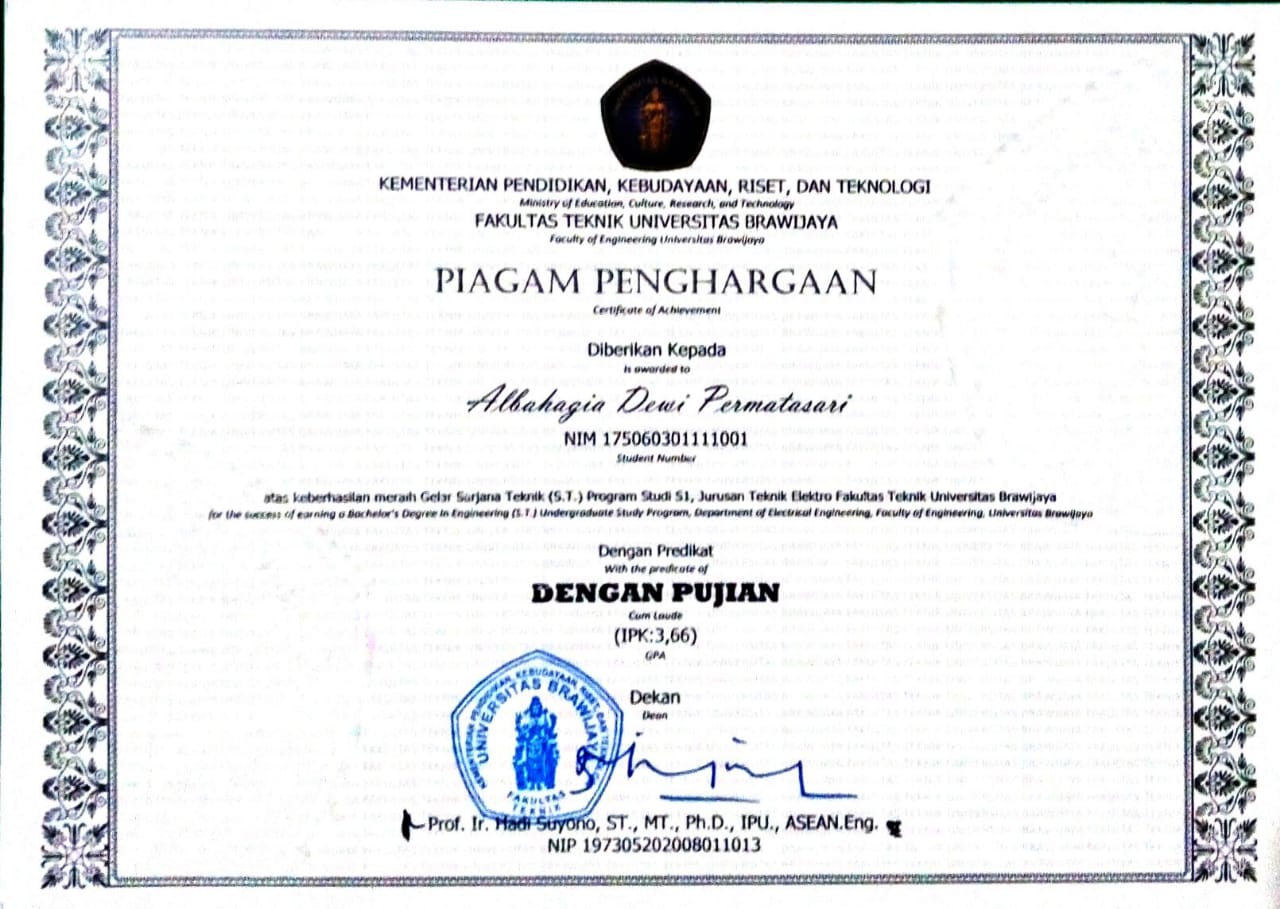 UNIVERSITAS BRAWIJAYA
KEMENTERIAN PENDIDIKAN, KEBUDAYAAN, RISET, DAN TEKNOLOGI
Ministry of Education, Culture, Research, and Technology
FAKULTAS TEKNIK UNIVERSITAS BRAWIJAYA
Faculty of Engineering Universitas Brawijaya
PIAGAM PENGHARGAAN
Certificate of Achievement
Diberikan Kepada
is awarded to
Albahagia Dewi Permatasari
NIM 175060301111001
Student Number
atas keberhasilan meraih Gelar Sarjana Teknik (S.T.) Program Studi S1, Jurusan Teknik Elektro Fakultas Teknik Universitas Brawijaya
for the success of earning a Bachelor's Degree in Engineering (S.T.) Undergraduate Study Program, Department of Electrical Engineering, Faculty of Engineering, Universitas Brawijaya
Dengan Predikat
With the predicate of
DENGAN PUJIAN
Cum Laude
(IPK:3,66)
GPA
Dekan
Dean
KEMENTERIAN PENDIDIKAN, KEBUDAYAAN, RISET, DAN
UNIVERSITAS BRAWIJAYA
FAKULTAS
TEKNIK
Prof. Ir. Hadi Suyono, ST., MT., Ph.D., IPU., ASEAN.Eng.
NIP 197305202008011013